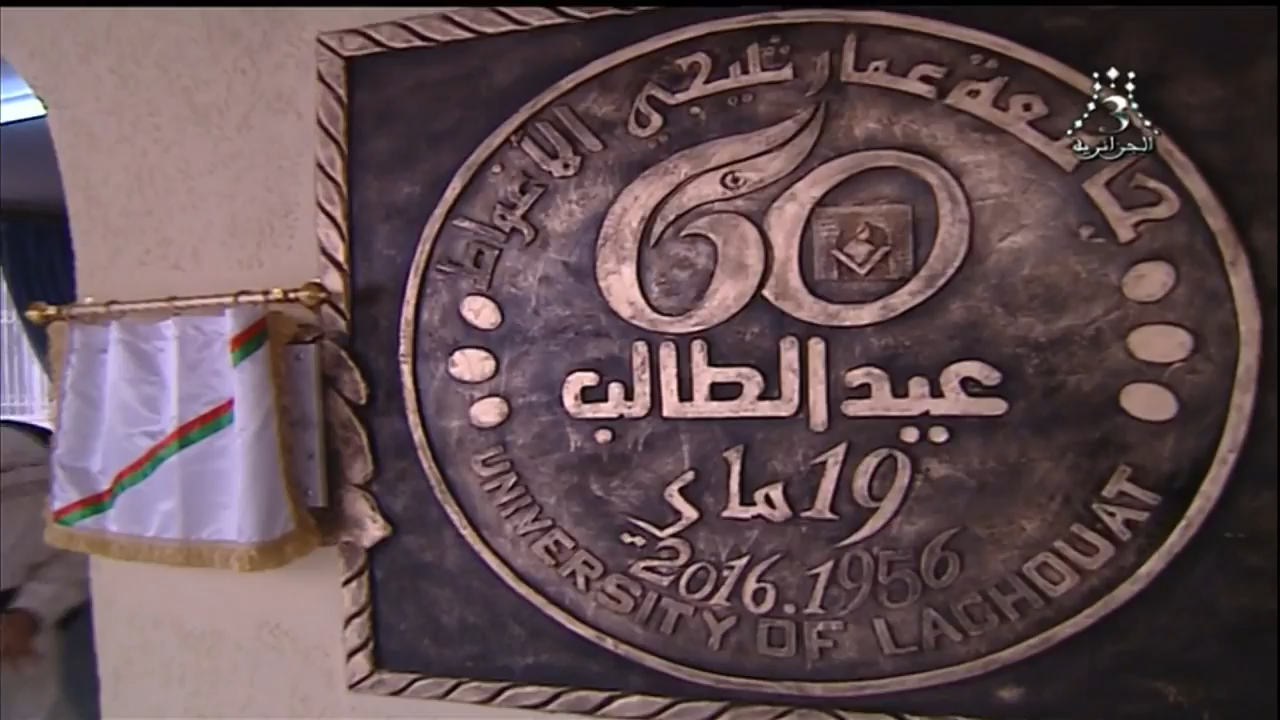 جامعة عمار ثليجي الأغواط
60
عيد الطالب
19 ماي
2016.1956
UNIVERSITY OF LAGHOUAT
3
الجزائرية